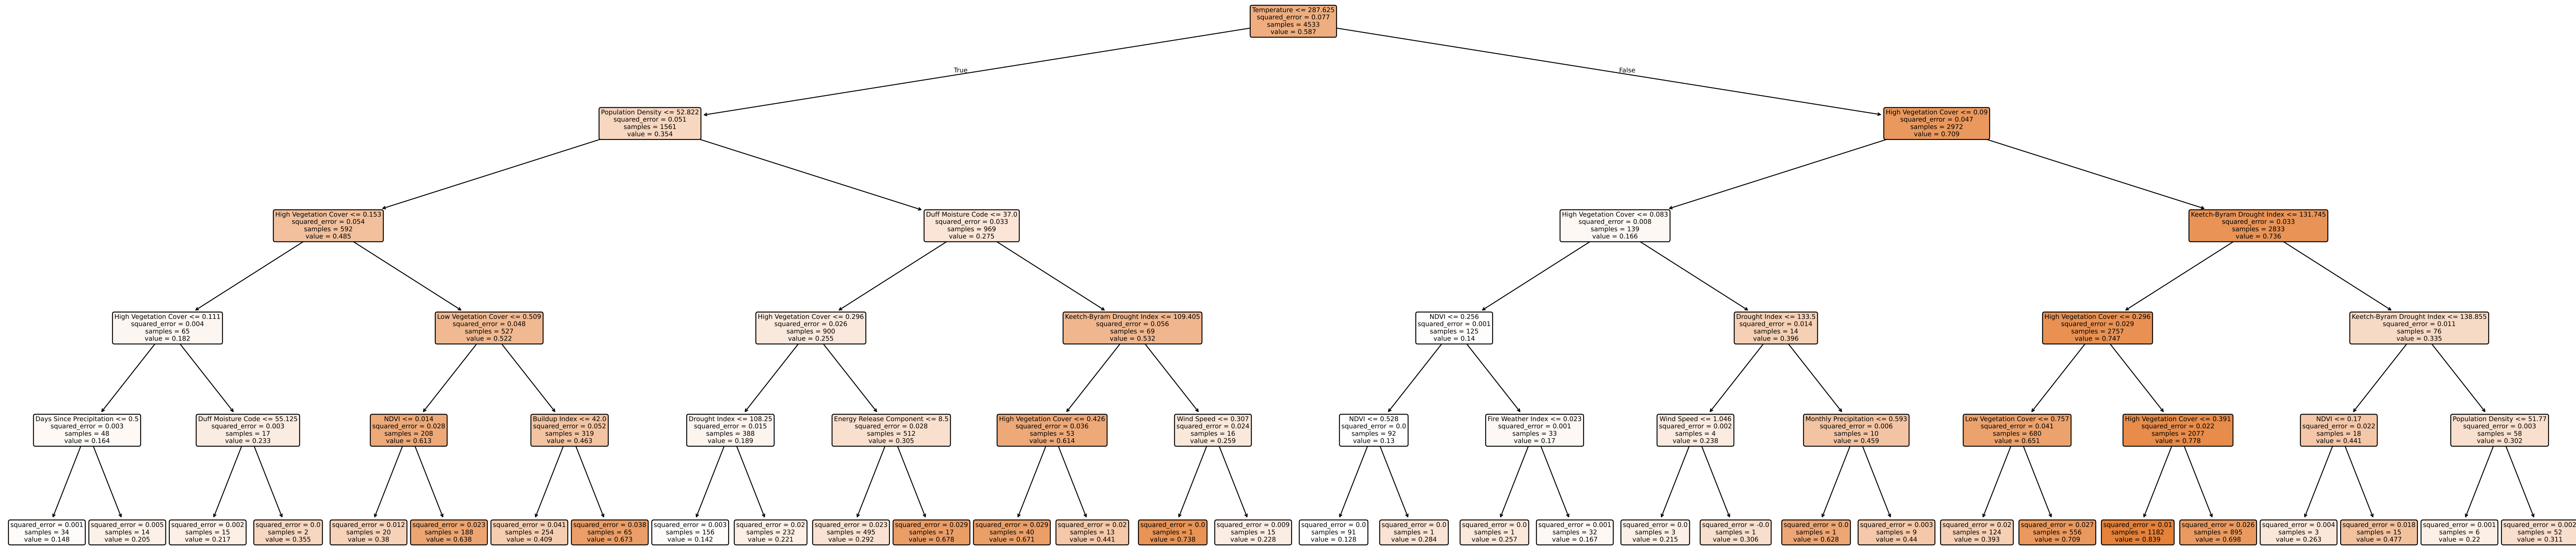 Temperature <= 287.625
squared_error = 0.077
samples = 4533
value = 0.587
True
False
Population Density <= 52.822
squared_error = 0.051
samples = 1561
value = 0.354
High Vegetation Cover <= 0.09
squared_error = 0.047
samples = 2972
value = 0.709
High Vegetation Cover <= 0.153
squared_error = 0.054
samples = 592
value = 0.485
Duff Moisture Code <= 37.0
squared_error = 0.033
samples = 969
value = 0.275
High Vegetation Cover <= 0.083
squared_error = 0.008
samples = 139
value = 0.166
Keetch-Byram Drought Index <= 131.745
squared_error = 0.033
samples = 2833
value = 0.736
High Vegetation Cover <= 0.111
squared_error = 0.004
samples = 65
value = 0.182
Low Vegetation Cover <= 0.509
squared_error = 0.048
samples = 527
value = 0.522
High Vegetation Cover <= 0.296
squared_error = 0.026
samples = 900
value = 0.255
Keetch-Byram Drought Index <= 109.405
squared_error = 0.056
samples = 69
value = 0.532
NDVI <= 0.256
squared_error = 0.001
samples = 125
value = 0.14
Drought Index <= 133.5
squared_error = 0.014
samples = 14
value = 0.396
High Vegetation Cover <= 0.296
squared_error = 0.029
samples = 2757
value = 0.747
Keetch-Byram Drought Index <= 138.855
squared_error = 0.011
samples = 76
value = 0.335
Days Since Precipitation <= 0.5
squared_error = 0.003
samples = 48
value = 0.164
Duff Moisture Code <= 55.125
squared_error = 0.003
samples = 17
value = 0.233
NDVI <= 0.014
squared_error = 0.028
samples = 208
value = 0.613
Buildup Index <= 42.0
squared_error = 0.052
samples = 319
value = 0.463
Drought Index <= 108.25
squared_error = 0.015
samples = 388
value = 0.189
Energy Release Component <= 8.5
squared_error = 0.028
samples = 512
value = 0.305
High Vegetation Cover <= 0.426
squared_error = 0.036
samples = 53
value = 0.614
Wind Speed <= 0.307
squared_error = 0.024
samples = 16
value = 0.259
NDVI <= 0.528
squared_error = 0.0
samples = 92
value = 0.13
Fire Weather Index <= 0.023
squared_error = 0.001
samples = 33
value = 0.17
Wind Speed <= 1.046
squared_error = 0.002
samples = 4
value = 0.238
Monthly Precipitation <= 0.593
squared_error = 0.006
samples = 10
value = 0.459
Low Vegetation Cover <= 0.757
squared_error = 0.041
samples = 680
value = 0.651
High Vegetation Cover <= 0.391
squared_error = 0.022
samples = 2077
value = 0.778
NDVI <= 0.17
squared_error = 0.022
samples = 18
value = 0.441
Population Density <= 51.77
squared_error = 0.003
samples = 58
value = 0.302
squared_error = 0.001
samples = 34
value = 0.148
squared_error = 0.005
samples = 14
value = 0.205
squared_error = 0.002
samples = 15
value = 0.217
squared_error = 0.0
samples = 2
value = 0.355
squared_error = 0.012
samples = 20
value = 0.38
squared_error = 0.023
samples = 188
value = 0.638
squared_error = 0.041
samples = 254
value = 0.409
squared_error = 0.038
samples = 65
value = 0.673
squared_error = 0.003
samples = 156
value = 0.142
squared_error = 0.02
samples = 232
value = 0.221
squared_error = 0.023
samples = 495
value = 0.292
squared_error = 0.029
samples = 17
value = 0.678
squared_error = 0.029
samples = 40
value = 0.671
squared_error = 0.02
samples = 13
value = 0.441
squared_error = 0.0
samples = 1
value = 0.738
squared_error = 0.009
samples = 15
value = 0.228
squared_error = 0.0
samples = 91
value = 0.128
squared_error = 0.0
samples = 1
value = 0.284
squared_error = 0.0
samples = 1
value = 0.257
squared_error = 0.001
samples = 32
value = 0.167
squared_error = 0.0
samples = 3
value = 0.215
squared_error = -0.0
samples = 1
value = 0.306
squared_error = 0.0
samples = 1
value = 0.628
squared_error = 0.003
samples = 9
value = 0.44
squared_error = 0.02
samples = 124
value = 0.393
squared_error = 0.027
samples = 556
value = 0.709
squared_error = 0.01
samples = 1182
value = 0.839
squared_error = 0.026
samples = 895
value = 0.698
squared_error = 0.004
samples = 3
value = 0.263
squared_error = 0.018
samples = 15
value = 0.477
squared_error = 0.001
samples = 6
value = 0.22
squared_error = 0.002
samples = 52
value = 0.311